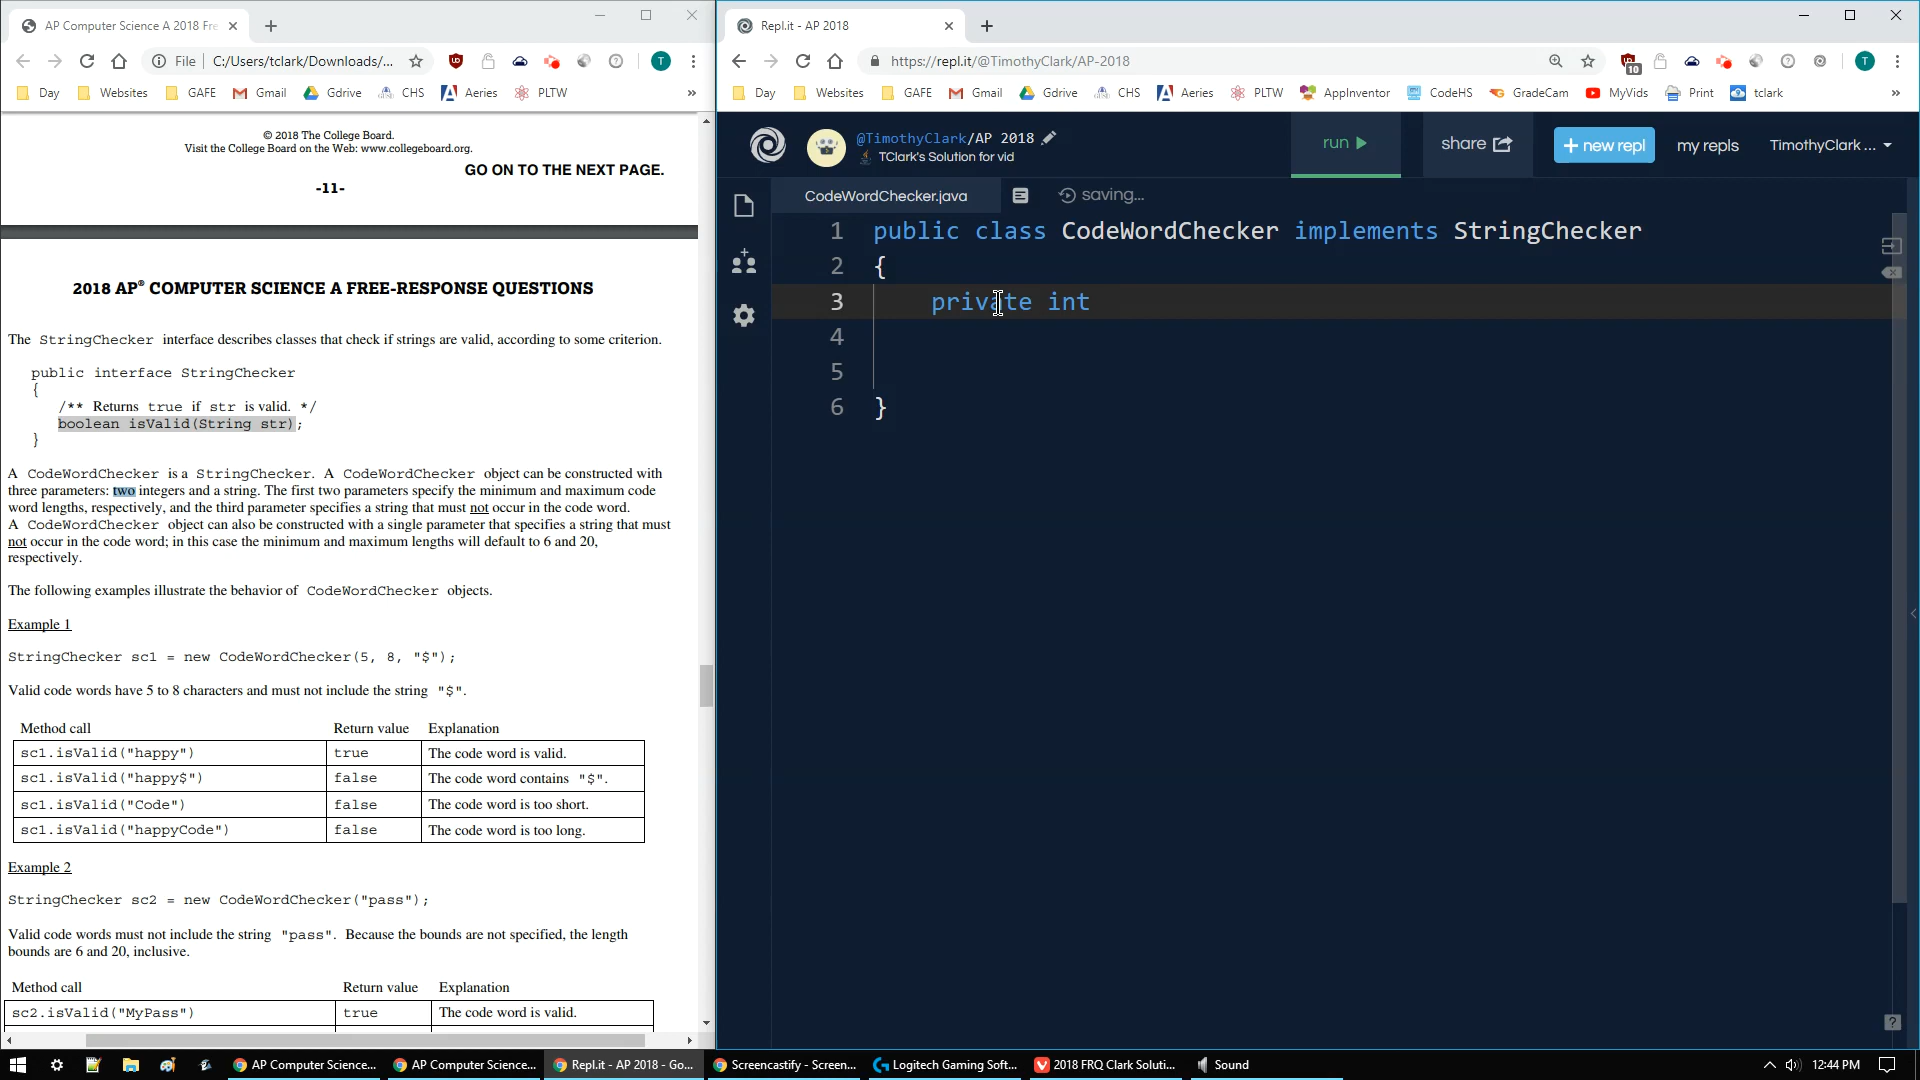 AP Computer Science A 2018 Fre
File C:/Users/tclark/Downloads/...
T
Day Websites GAFE Gmail Gdrive CHS Aeries PLTW »
© 2018 The College Board.
Visit the College Board on the Web: www.collegeboard.org.
GO ON TO THE NEXT PAGE.
-11-
2018 AP® COMPUTER SCIENCE A FREE-RESPONSE QUESTIONS
The StringChecker interface describes classes that check if strings are valid, according to some criterion.
public interface StringChecker
{
/** Returns true if str is valid. */
boolean isValid(String str);
}
A CodeWordChecker is a StringChecker. A CodeWordChecker object can be constructed with
three parameters: two integers and a string. The first two parameters specify the minimum and maximum code
word lengths, respectively, and the third parameter specifies a string that must not occur in the code word.
A CodeWordChecker object can also be constructed with a single parameter that specifies a string that must
not occur in the code word; in this case the minimum and maximum lengths will default to 6 and 20,
respectively.
The following examples illustrate the behavior of CodeWordChecker objects.
Example 1
StringChecker sc1 = new CodeWordChecker(5, 8, "$");
Valid code words have 5 to 8 characters and must not include the string "$".
Method call Return value Explanation
sc1.isValid("happy") true The code word is valid.
sc1.isValid("happy$") false The code word contains "$".
sc1.isValid("Code") false The code word is too short.
sc1.isValid("happyCode") false The code word is too long.
Example 2
StringChecker sc2 = new CodeWordChecker("pass");
Valid code words must not include the string "pass". Because the bounds are not specified, the length
bounds are 6 and 20, inclusive.
Method call Return value Explanation
sc2.isValid("MyPass") true The code word is valid.
Repl.it - AP 2018
https://repl.it/@TimothyClark/AP-2018
10
T
Day Websites GAFE Gmail Gdrive CHS Aeries PLTW AppInventor CodeHS GradeCam MyVids Print tclark »
@TimothyClark/AP 2018
TClark's Solution for vid
run share + new repl my repls TimothyClark ...
CodeWordChecker.java saving...
1 public class CodeWordChecker implements StringChecker
2 {
3 private int
4
5
6 }
AP Computer Science... AP Computer Science... Repl.it - AP 2018 - Go... Screencastify - Screen... Logitech Gaming Soft... 2018 FRQ Clark Soluti... Sound 12:44 PM